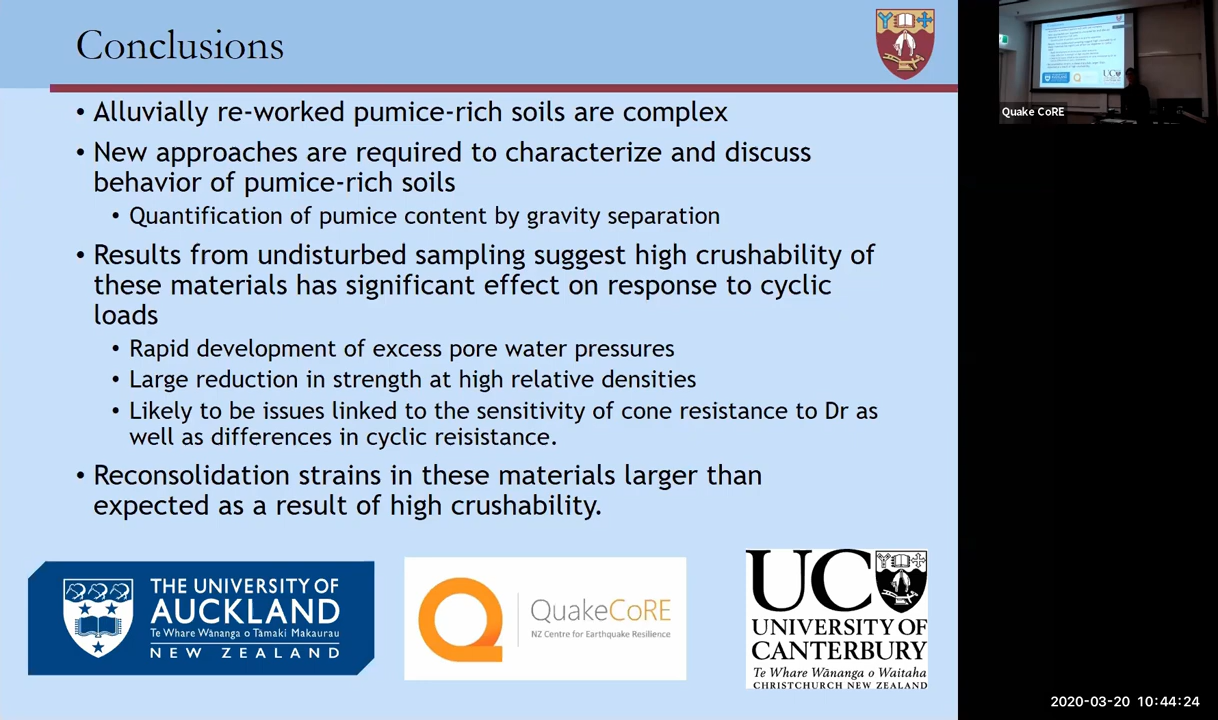 Conclusions
• Alluvially re-worked pumice-rich soils are complex
• New approaches are required to characterize and discuss
behavior of pumice-rich soils
• Quantification of pumice content by gravity separation
• Results from undisturbed sampling suggest high crushability of
these materials has significant effect on response to cyclic
loads
• Rapid development of excess pore water pressures
• Large reduction in strength at high relative densities
• Likely to be issues linked to the sensitivity of cone resistance to Dr as
well as differences in cyclic reisistance.
• Reconsolidation strains in these materials larger than
expected as a result of high crushability.
THE UNIVERSITY OF
AUCKLAND
Te Whare Wānanga o Tāmaki Makaurau
NEW ZEALAND
QuakeCoRE
NZ Centre for Earthquake Resilience
UC
UNIVERSITY OF
CANTERBURY
Te Whare Wānanga o Waitaha
CHRISTCHURCH NEW ZEALAND
Quake CoRE
2020-03-20 10:44:24